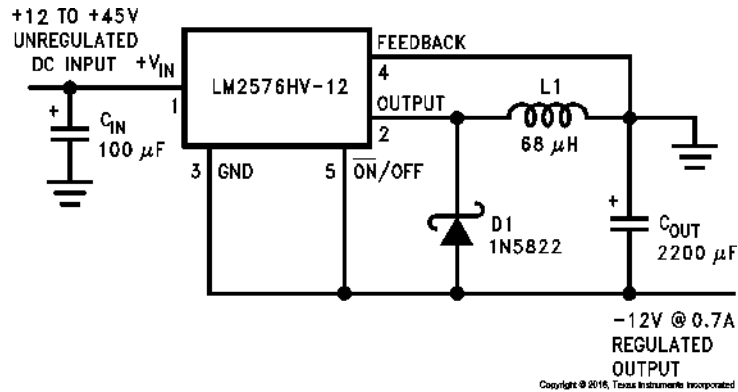 +12 TO +45V
UNREGULATED
DC INPUT
+VIN
1
CIN
100 μF
+
LM2576HV-12
FEEDBACK
4
OUTPUT
2
3 GND
5 ON/OFF
L1
68 μH
D1
1N5822
+
COUT
2200 μF
-12V @ 0.7A
REGULATED
OUTPUT
Copyright © 2016, Texas Instruments Incorporated